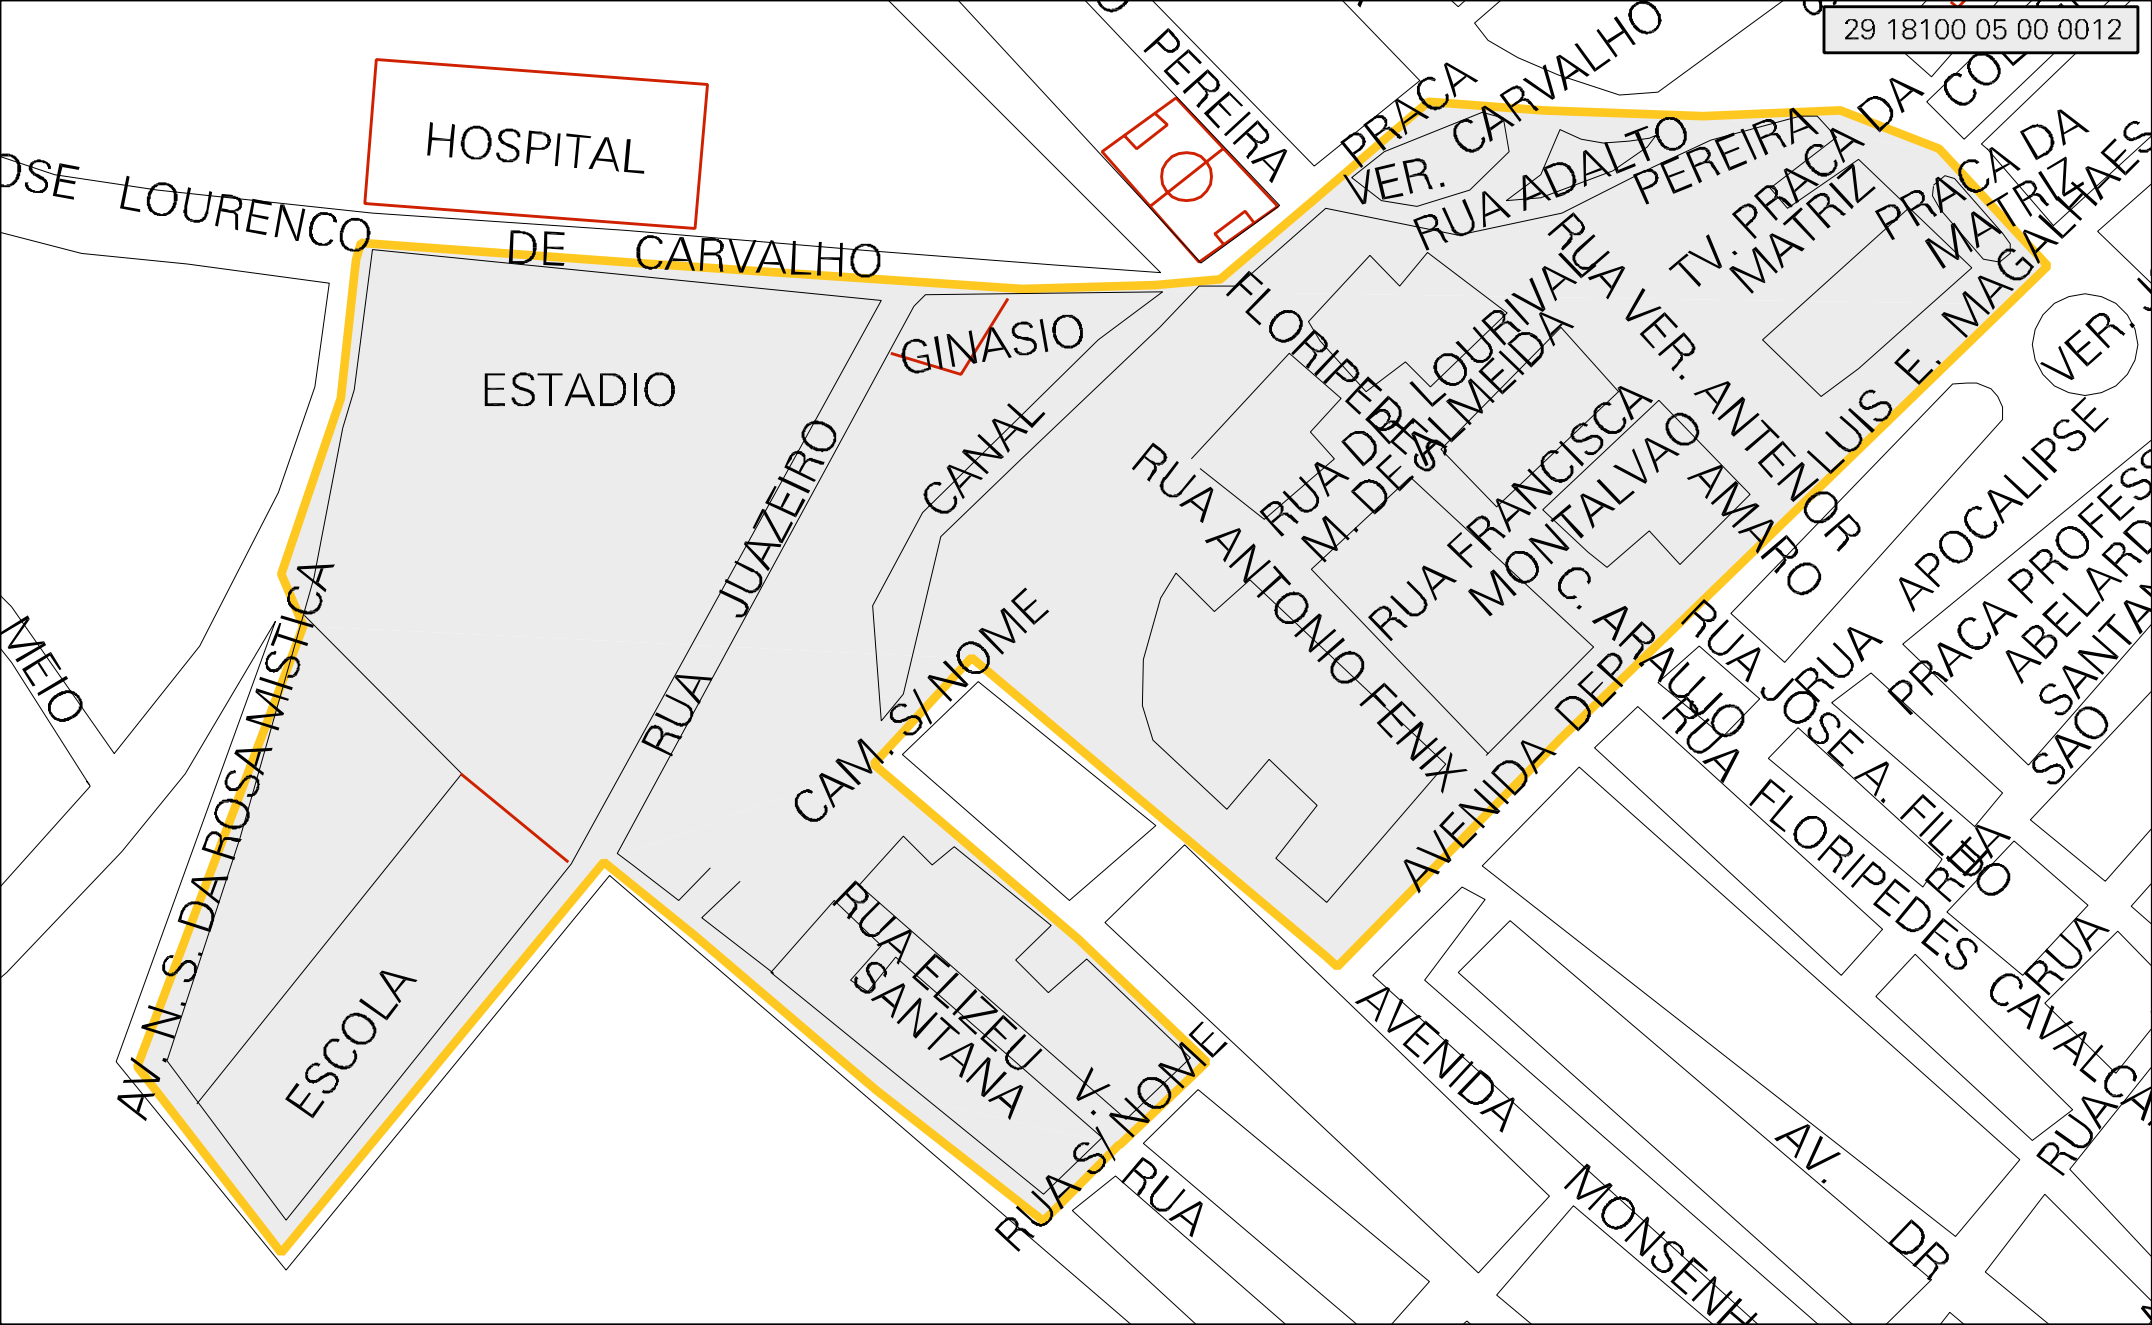 29 18100 05 00 0012
HOSPITAL
OSE LOURENCO DE CARVALHO
PEREIRA
PRACA
VER. CARVALHO
RUA ADALTO
PEREIRA
TV. PRACA DA
MATRIZ
PRACA DA
MATRIZ
ESTADIO
GINASIO
CANAL
RUA JUAZEIRO
FLORIPEDES
RUA DEP. LOURIVAL
M. DE ALMEIDA
RUA VER. ANTENOR
AMARO
RUA FRANCISCA
MONTALVAO
C. ARAUJO
RUA ANTONIO FENIX
AVENIDA DEP. LUIS E. MAGALHAES
VER.
RUA APOCALIPSE
PRACA PROFESS
ABELARD
SANTAN
SAO
RUA JOSE A. FILHO
RUA FLORIPEDES CAVALCA
RUA
RUA
RUA
MEIO
AV. N. S. DA ROSA MISTICA
ESCOLA
CAM. S/ NOME
RUA ELIZEU V.
SANTANA
RUA S/ NOME
RUA
AVENIDA MONSENH
AV. DR